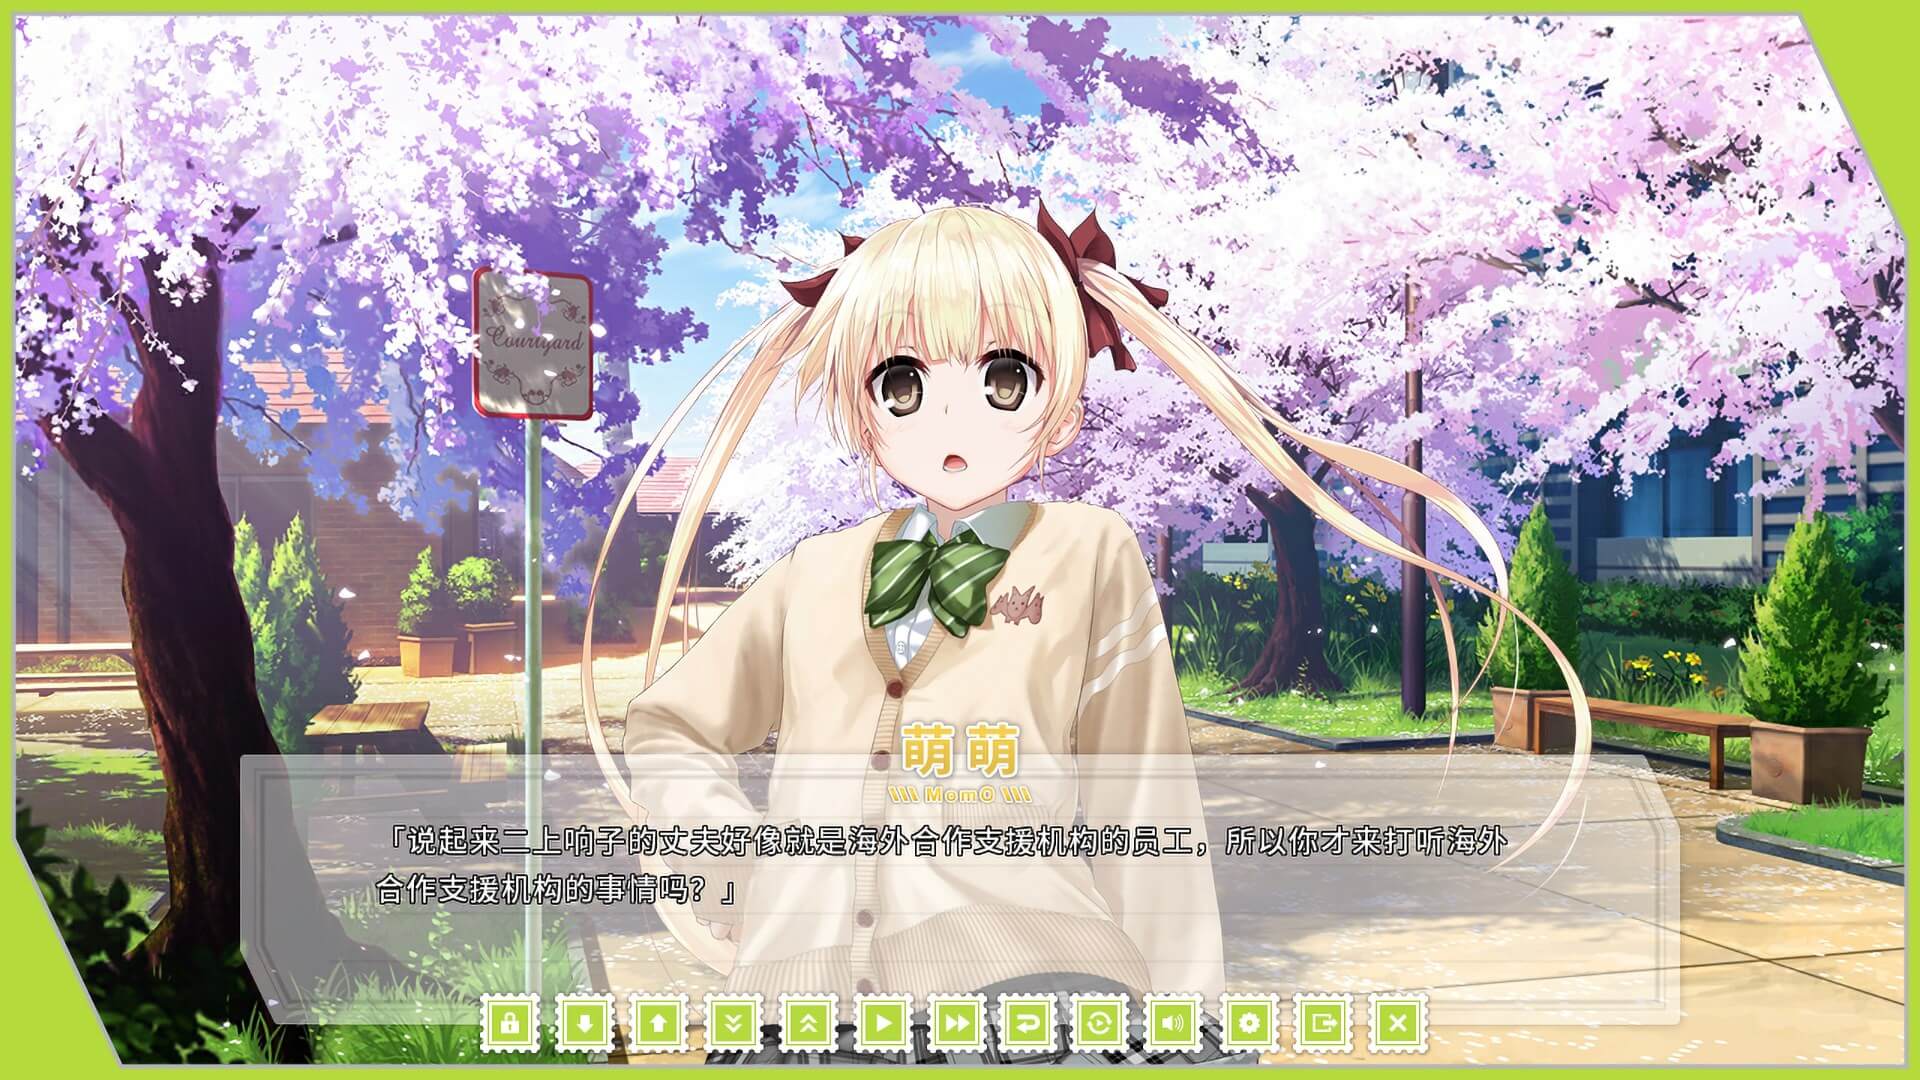 Courtyard
萌萌
MomO
「说起来二上响子的丈夫好像就是海外合作支援机构的员工，所以你才来打听海外
合作支援机构的事情吗？」